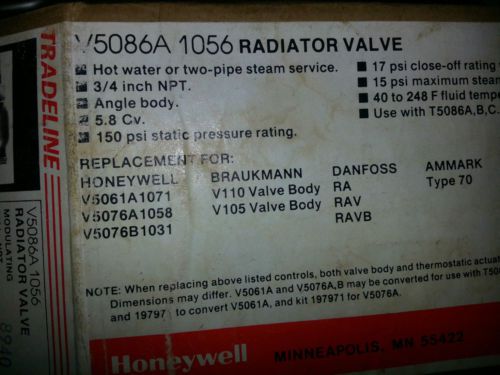 V5086A 1056 RADIATOR VALVE
Hot water or two-pipe steam service.
3/4 inch NPT.
Angle body.
5.8 Cv.
150 psi static pressure rating.
17 psi close-off rating
15 psi maximum steam
40 to 248 F fluid
Use with T5086A,B,C.
REPLACEMENT FOR:
HONEYWELL BRAUKMANN DANFOSS AMMARK
V5061A1071 V110 Valve Body RA Type 70
V5076A1058 V105 Valve Body RAV
V5076B1031 RAVB
NOTE: When replacing above listed controls, both valve body and thermostatic
Dimensions may differ. V5061A and V5076A,B may be converted for use with
and 19797 to convert V5061A, and kit 197971 for V5076A.
Honeywell MINNEAPOLIS, MN 55422
TRADELINE
V5086A 1056
RADIATOR VALVE
MODULATING
8940